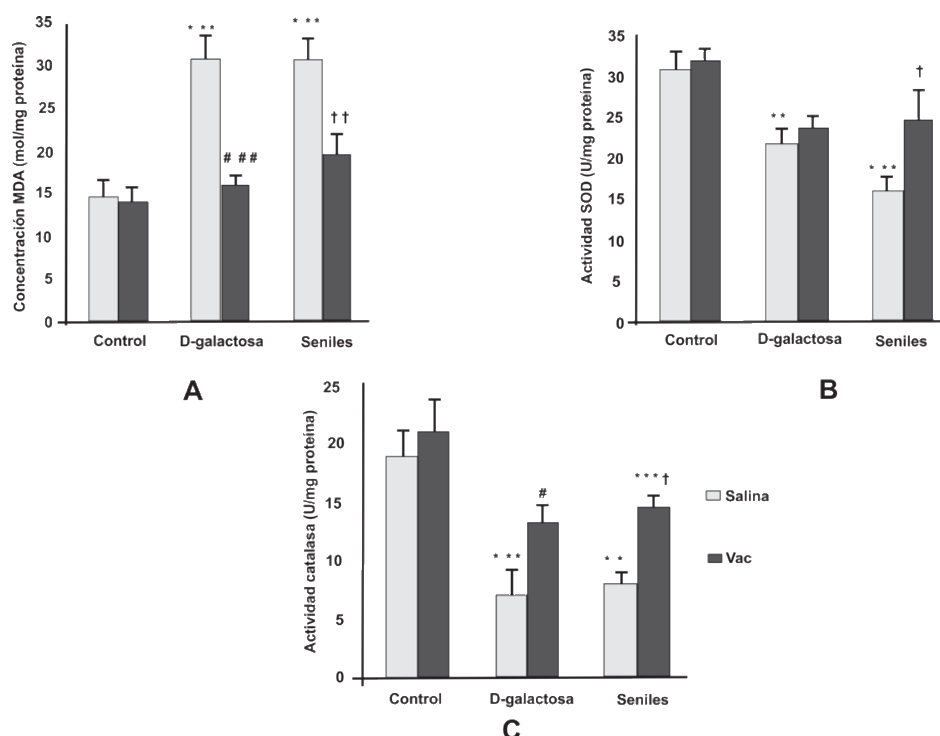 Concentración MDA (mol/mg proteína)
35
30
25
20
15
10
5
0
* **
# ##
* **
† †
Control
D-galactosa
Seniles
A
Actividad SOD (U/mg proteína)
35
30
25
20
15
10
5
0
* *
* **
†
Control
D-galactosa
Seniles
B
Actividad catalasa (U/mg proteína)
25
20
15
10
5
0
* **
#
* *
* * * †
Control
D-galactosa
Seniles
C
Salina
Vac